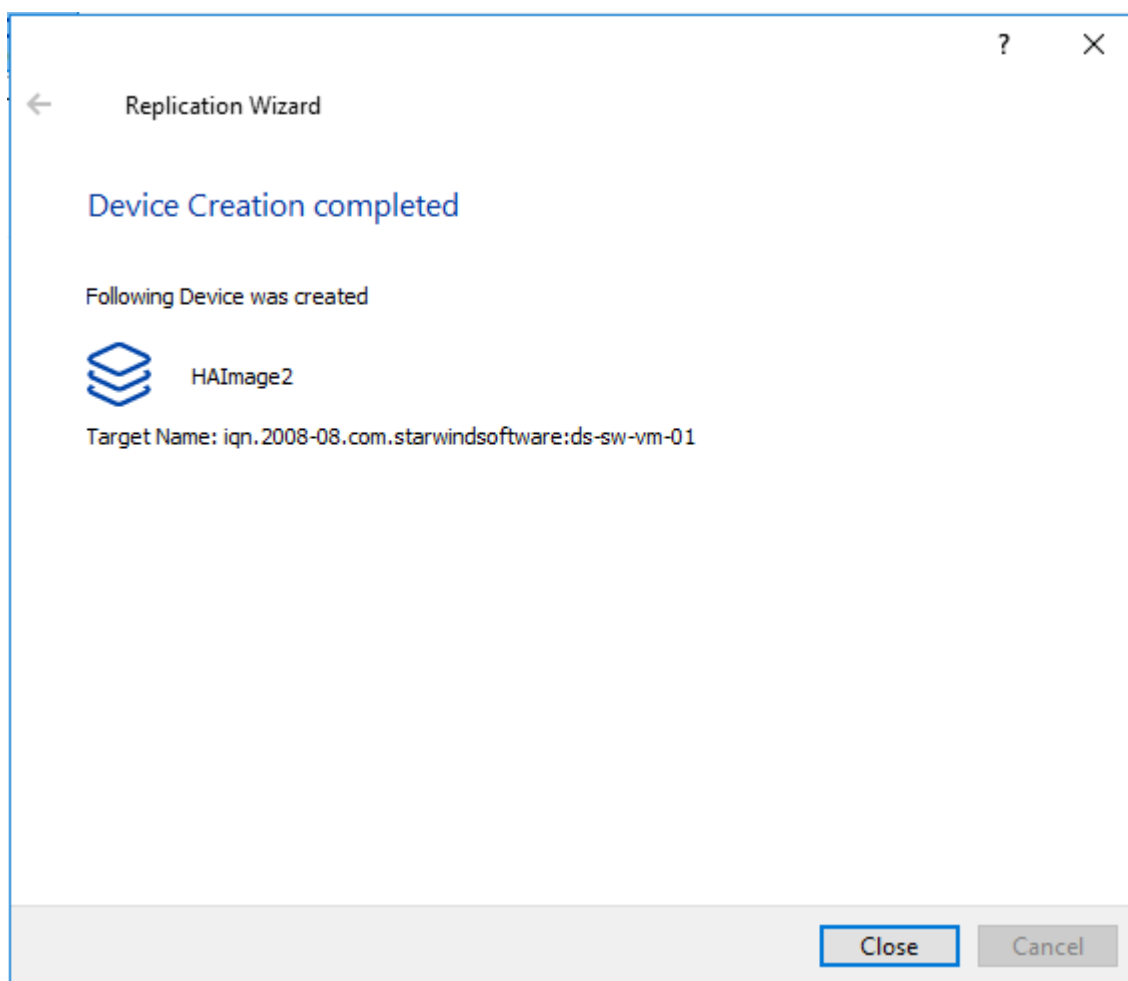 ?
Replication Wizard
Device Creation completed
Following Device was created
HAImage2
Target Name: iqn.2008-08.com.starwindsoftware:ds-sw-vm-01
Close
Cancel